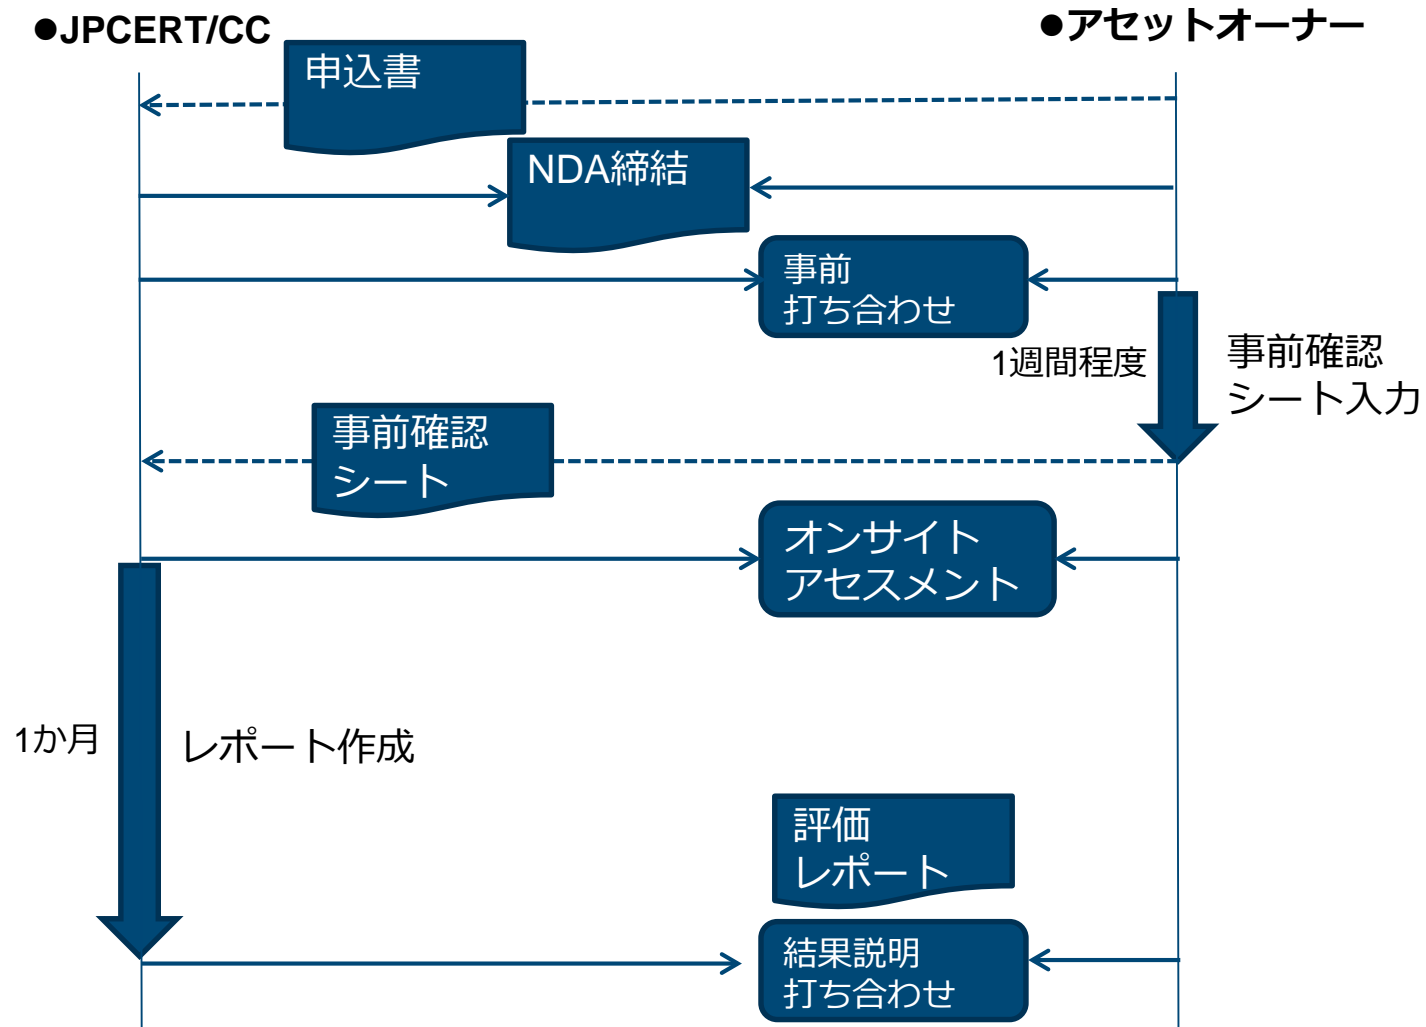 ●JPCERT/CC
●アセットオーナー
申込書
NDA締結
事前
打ち合わせ
1週間程度
事前確認
シート入力
事前確認
シート
オンサイト
アセスメント
1か月
レポート作成
評価
レポート
結果説明
打ち合わせ